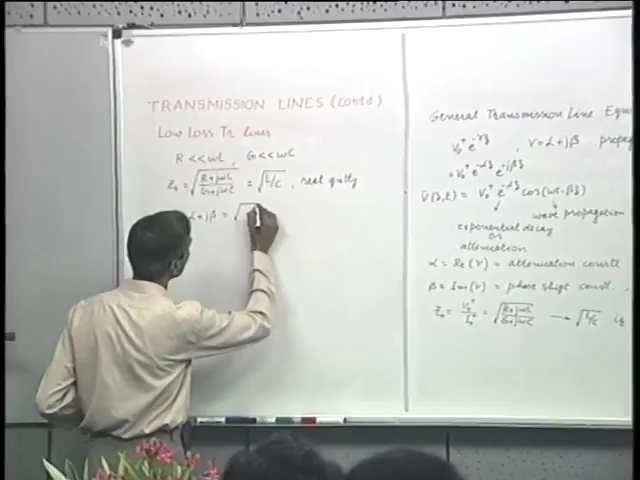 TRANSMISSION LINES (contd)
Low Loss Tr lines
R << ωL , G << ωC
Z₀ = √(R+jωL / G+jωC) = √(L/C) , real qntty
α+jβ = √
General Transmission Line Equ
V₀⁺ e^(-γz) , γ = α+jβ propag
= V₀⁺ e^(-αz) e^(-jβz)
V(z,t) = V₀⁺ e^(-αz) cos(ωt-βz)
wave propagation
exponential decay
or
attenuation
α = Re(γ) = attenuation constt
β = Im(γ) = phase shift const.
Z₀ = V₀⁺ / I₀⁺ = √(R+jωL / G+jωC) → √(L/C) if